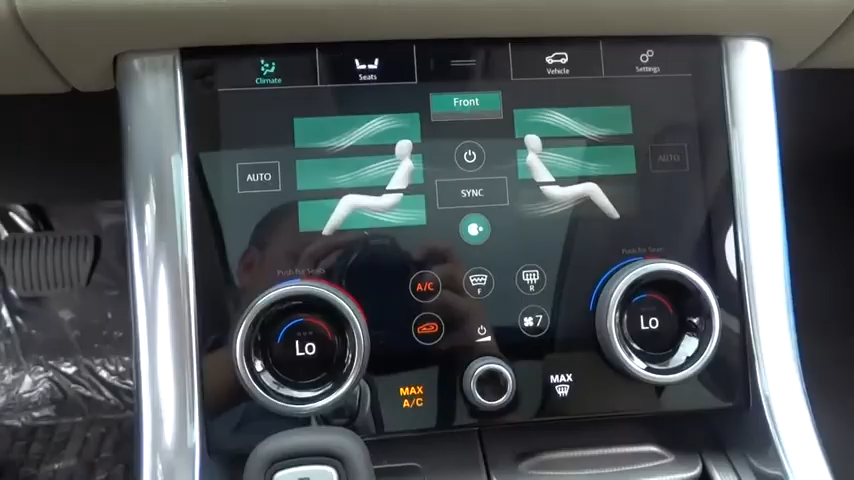 Climate
Seats
Vehicle
Settings
Front
AUTO
AUTO
SYNC
Push for Seats
Push for Seats
A/C
F
R
7
Lo
Lo
MAX
A/C
MAX